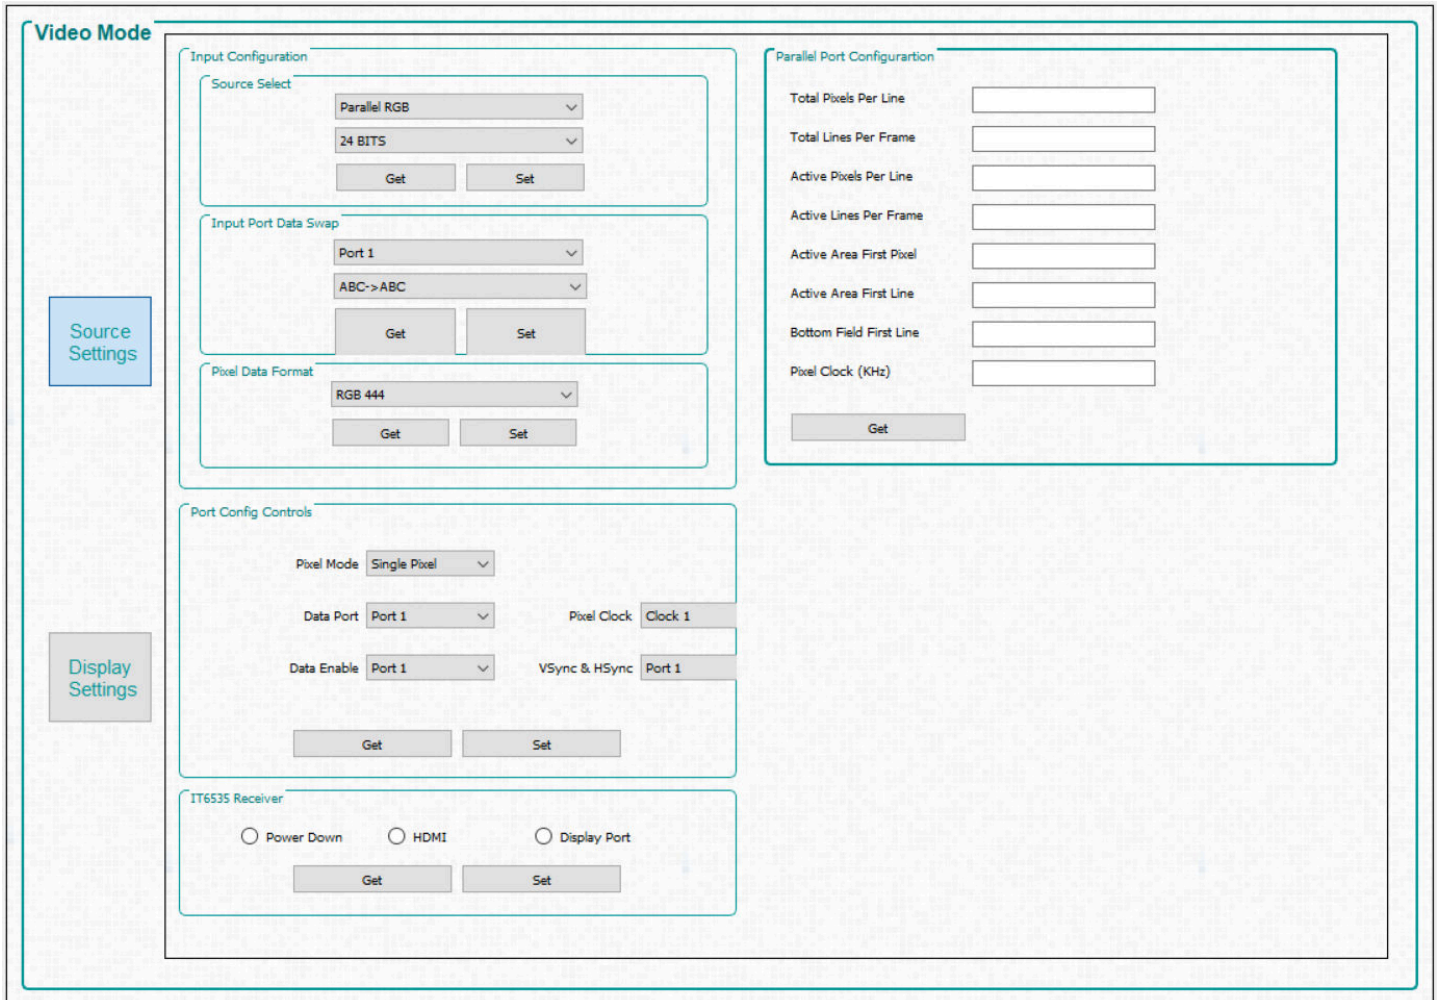 Video Mode
Input Configuration
Source Select
Parallel RGB
24 BITS
Get Set
Input Port Data Swap
Port 1
ABC->ABC
Get Set
Pixel Data Format
RGB 444
Get Set
Parallel Port Configurartion
Total Pixels Per Line
Total Lines Per Frame
Active Pixels Per Line
Active Lines Per Frame
Active Area First Pixel
Active Area First Line
Bottom Field First Line
Pixel Clock (KHz)
Get
Source
Settings
Display
Settings
Port Config Controls
Pixel Mode Single Pixel
Data Port Port 1 Pixel Clock Clock 1
Data Enable Port 1 VSync & HSync Port 1
Get Set
IT6535 Receiver
Power Down HDMI Display Port
Get Set